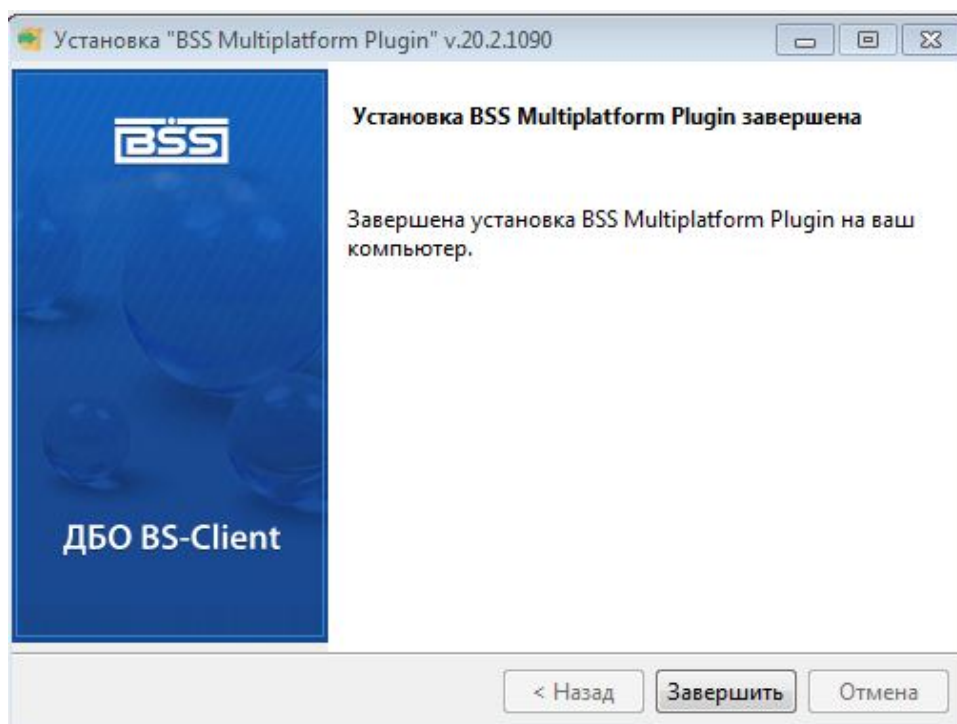 Установка "BSS Multiplatform Plugin" v.20.2.1090
BSS
Установка BSS Multiplatform Plugin завершена
Завершена установка BSS Multiplatform Plugin на ваш
компьютер.
ДБО BS-Client
< Назад
Завершить
Отмена